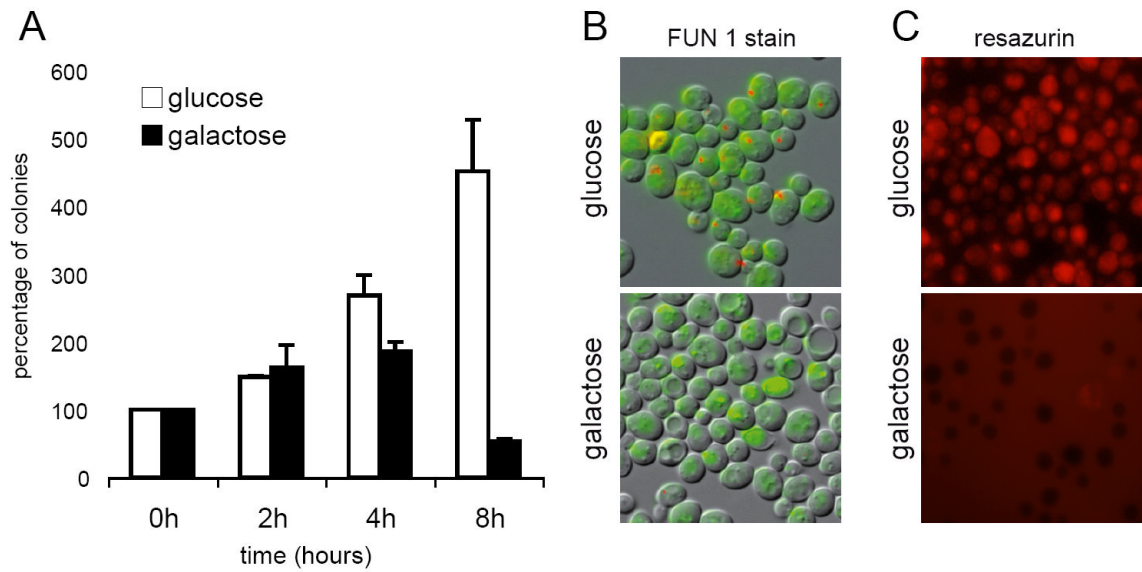 A
percentage of colonies
600
500
400
300
200
100
0
glucose
galactose
0h
2h
4h
8h
time (hours)
B
FUN 1 stain
glucose
galactose
C
resazurin
glucose
galactose